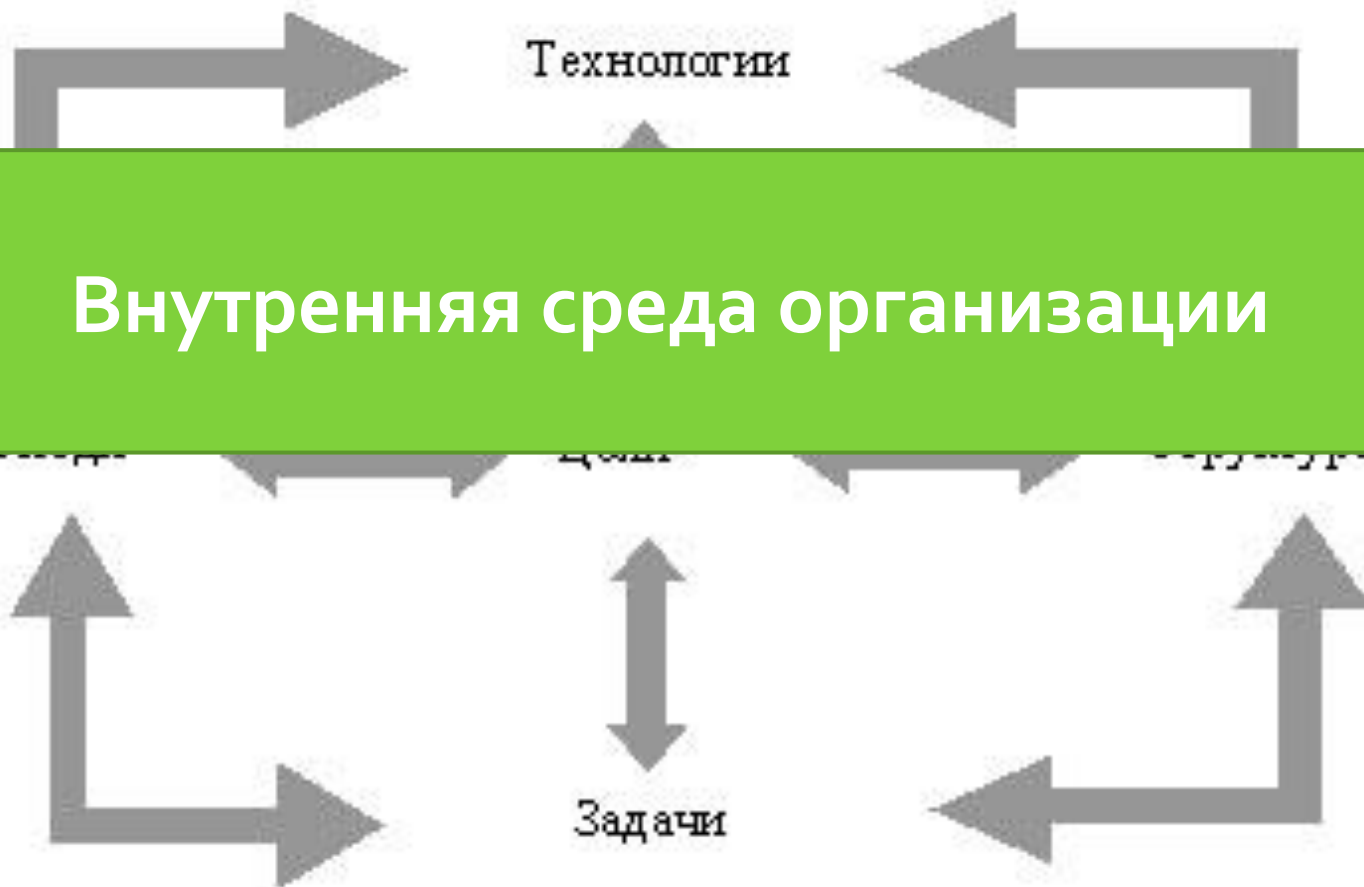 Технологии
Внутренняя среда организации
Задачи